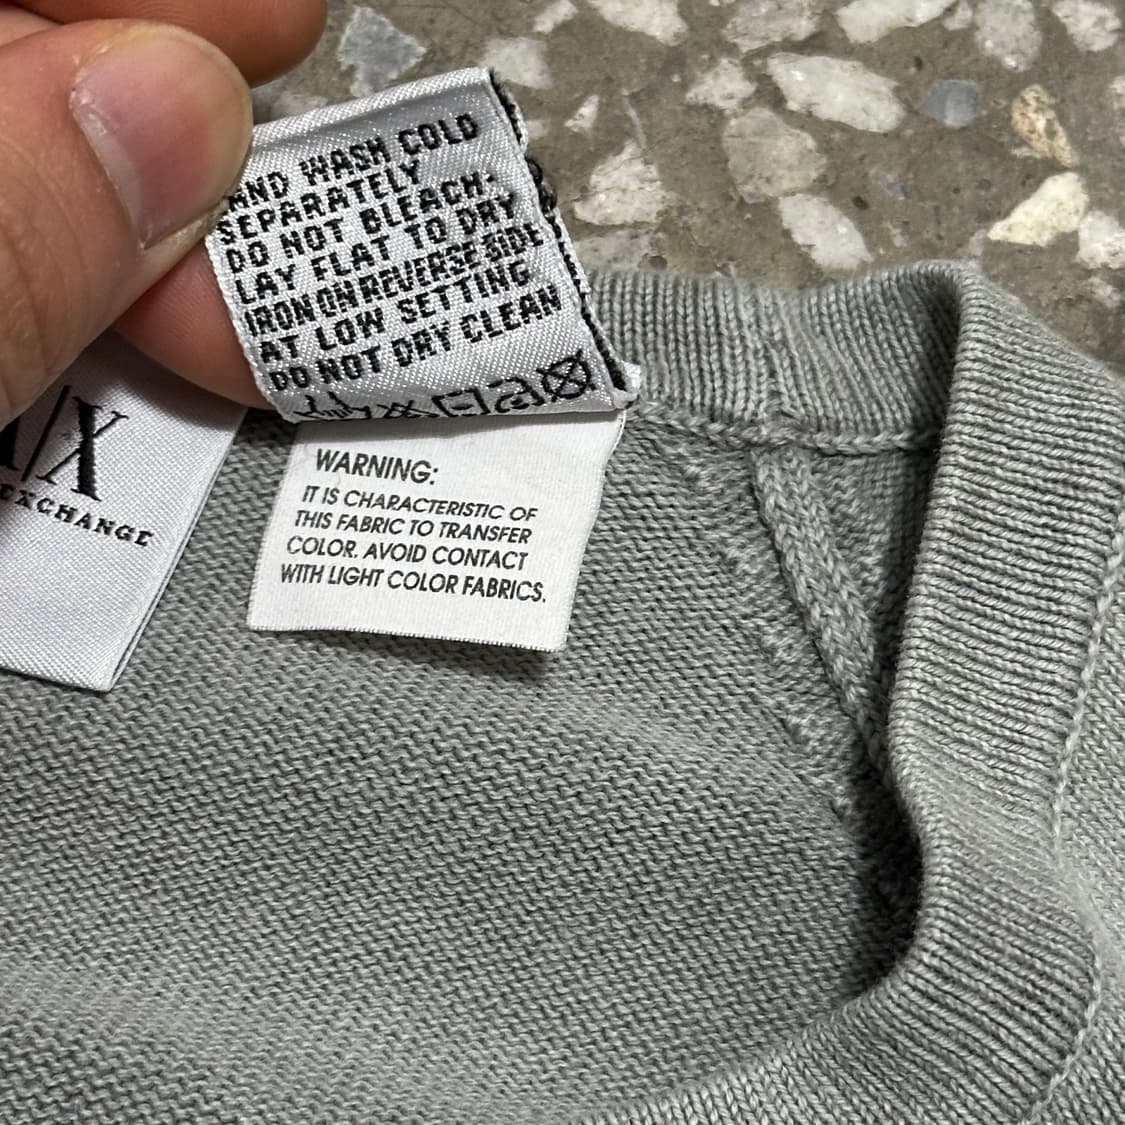 AND WASH COLD
SEPARATELY
DO NOT BLEACH.
LAY FLAT TO DRY
IRON ON REVERSE SIDE
AT LOW SETTING
DO NOT DRY CLEAN
WARNING:
IT IS CHARACTERISTIC OF
THIS FABRIC TO TRANSFER
COLOR. AVOID CONTACT
WITH LIGHT COLOR FABRICS.
/X
EXCHANGE